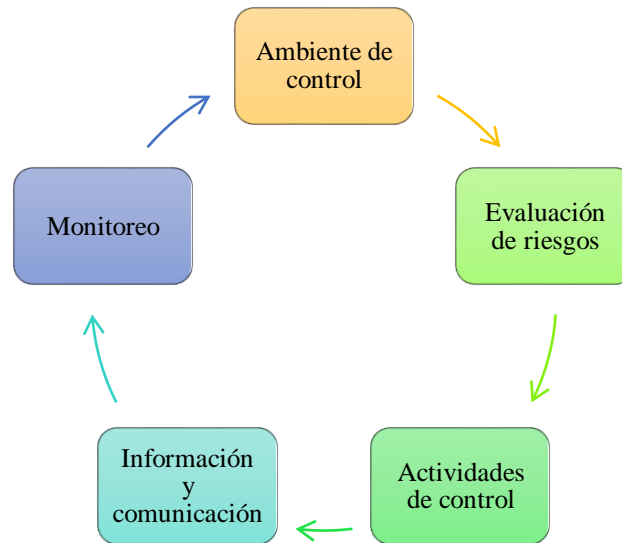 Ambiente de
control
Evaluación
de riesgos
Actividades
de control
Información
y
comunicación
Monitoreo